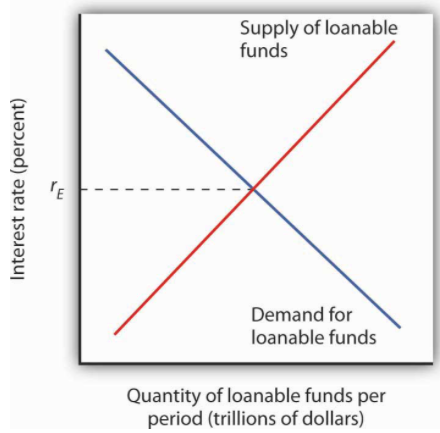 Supply of loanable
funds
Interest rate (percent)
rE
Demand for
loanable funds
Quantity of loanable funds per
period (trillions of dollars)